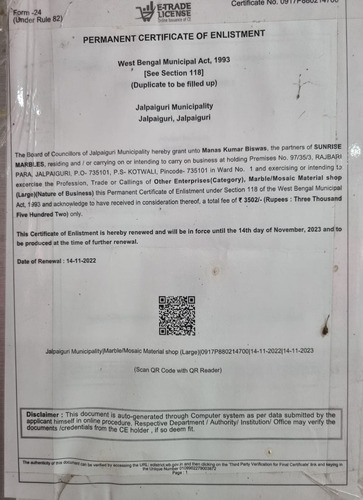 Form -24
(Under Rule 82)
E-TRADE
LICENSE
Certificate No. 0917P880214700
PERMANENT CERTIFICATE OF ENLISTMENT
West Bengal Municipal Act, 1993
[See Section 118]
(Duplicate to be filled up)
Jalpaiguri Municipality
Jalpaiguri, Jalpaiguri
The Board of Councillors of Jalpaiguri Municipality hereby grant unto Manas Kumar Biswas, the partners of SUNRISE
MARBLES, residing and / or carrying on or intending to carry on business at holding Premises No. 97/35/3, RAJBARI
PARA, JALPAIGURI, P.O- 735101, P.S- KOTWALI, Pincode- 735101 in Ward No. 1 and exercising or intending to
excercise the Profession, Trade or Callings of Other Enterprises(Category), Marble/Mosaic Material shop
(Large)(Nature of Business) this Permanent Certificate of Enlistment under Section 118 of the West Bengal Municipal
Act, 1993 and acknowledge to have received in consideration thereof, a total fee of ₹ 3502/- (Rupees : Three Thousand
Five Hundred Two) only.
This Certificate of Enlistment is hereby renewed and will be in force until the 14th day of November, 2023 and to
be produced at the time of further renewal.
Date of Renewal : 14-11-2022
Jalpaiguri Municipality|Marble/Mosaic Material shop (Large)|0917P880214700|14-11-2022|14-11-2023
(Scan QR Code with QR Reader)
Disclaimer : This document is auto-generated through Computer system as per data submitted by the
applicant himself in online procedure. Respective Department / Authority/ Institution/ Office may verify the
documents /credentials from the CE holder , if so deem fit.
The authenticity of this document can be verified by accessing the URL: and then clicking on the 'Third Party Verification for Final Certificate' link and keying in
the Unique Number
Page : 1